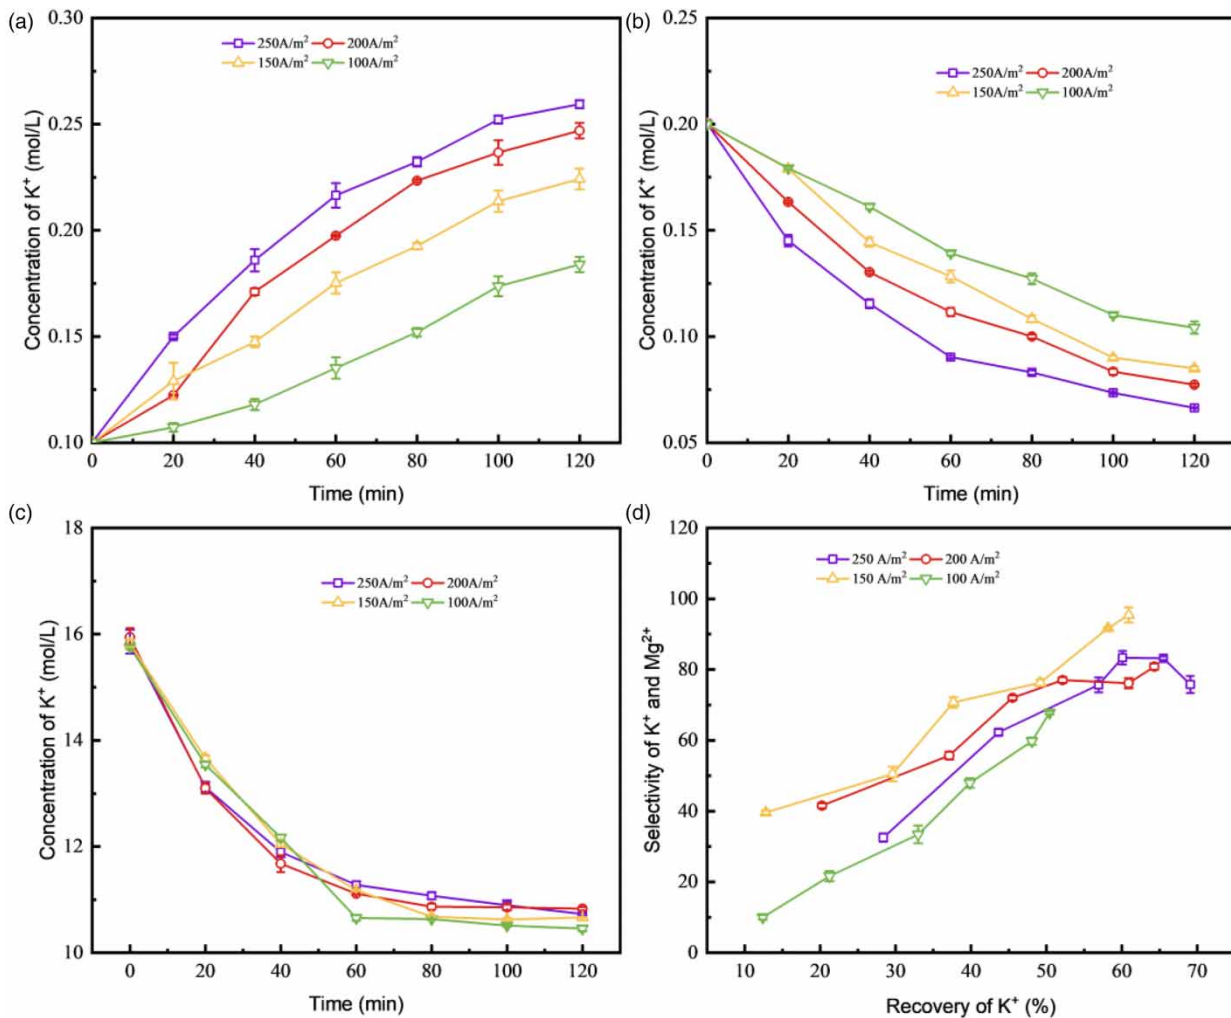 (a)
0.30
0.25
0.20
0.15
0.10
Concentration of K⁺ (mol/L)
250A/m² 200A/m²
150A/m² 100A/m²
0 20 40 60 80 100 120
Time (min)
(b)
0.25
0.20
0.15
0.10
0.05
Concentration of K⁺ (mol/L)
250A/m² 200A/m²
150A/m² 100A/m²
0 20 40 60 80 100 120
Time (min)
(c)
18
16
14
12
10
Concentration of K⁺ (mol/L)
250A/m² 200A/m²
150A/m² 100A/m²
0 20 40 60 80 100 120
Time (min)
(d)
120
100
80
60
40
20
0
Selectivity of K⁺ and Mg²⁺
250 A/m² 200 A/m²
150 A/m² 100 A/m²
10 20 30 40 50 60 70
Recovery of K⁺ (%)